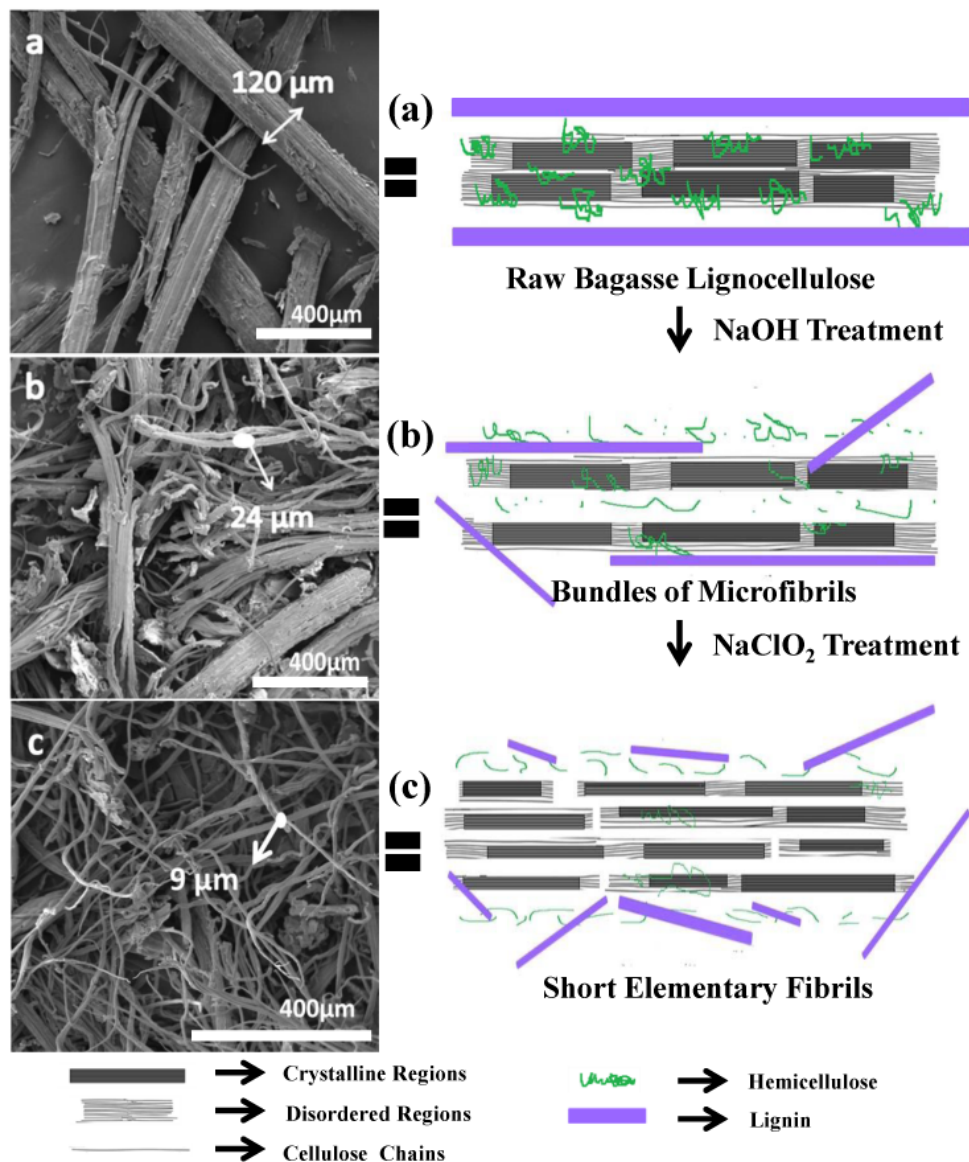 a
120 µm
400µm
(a)
Raw Bagasse Lignocellulose
NaOH Treatment
b
24 µm
400µm
(b)
Bundles of Microfibrils
NaClO₂ Treatment
c
9 µm
400µm
(c)
Short Elementary Fibrils
Crystalline Regions
Disordered Regions
Cellulose Chains
Hemicellulose
Lignin